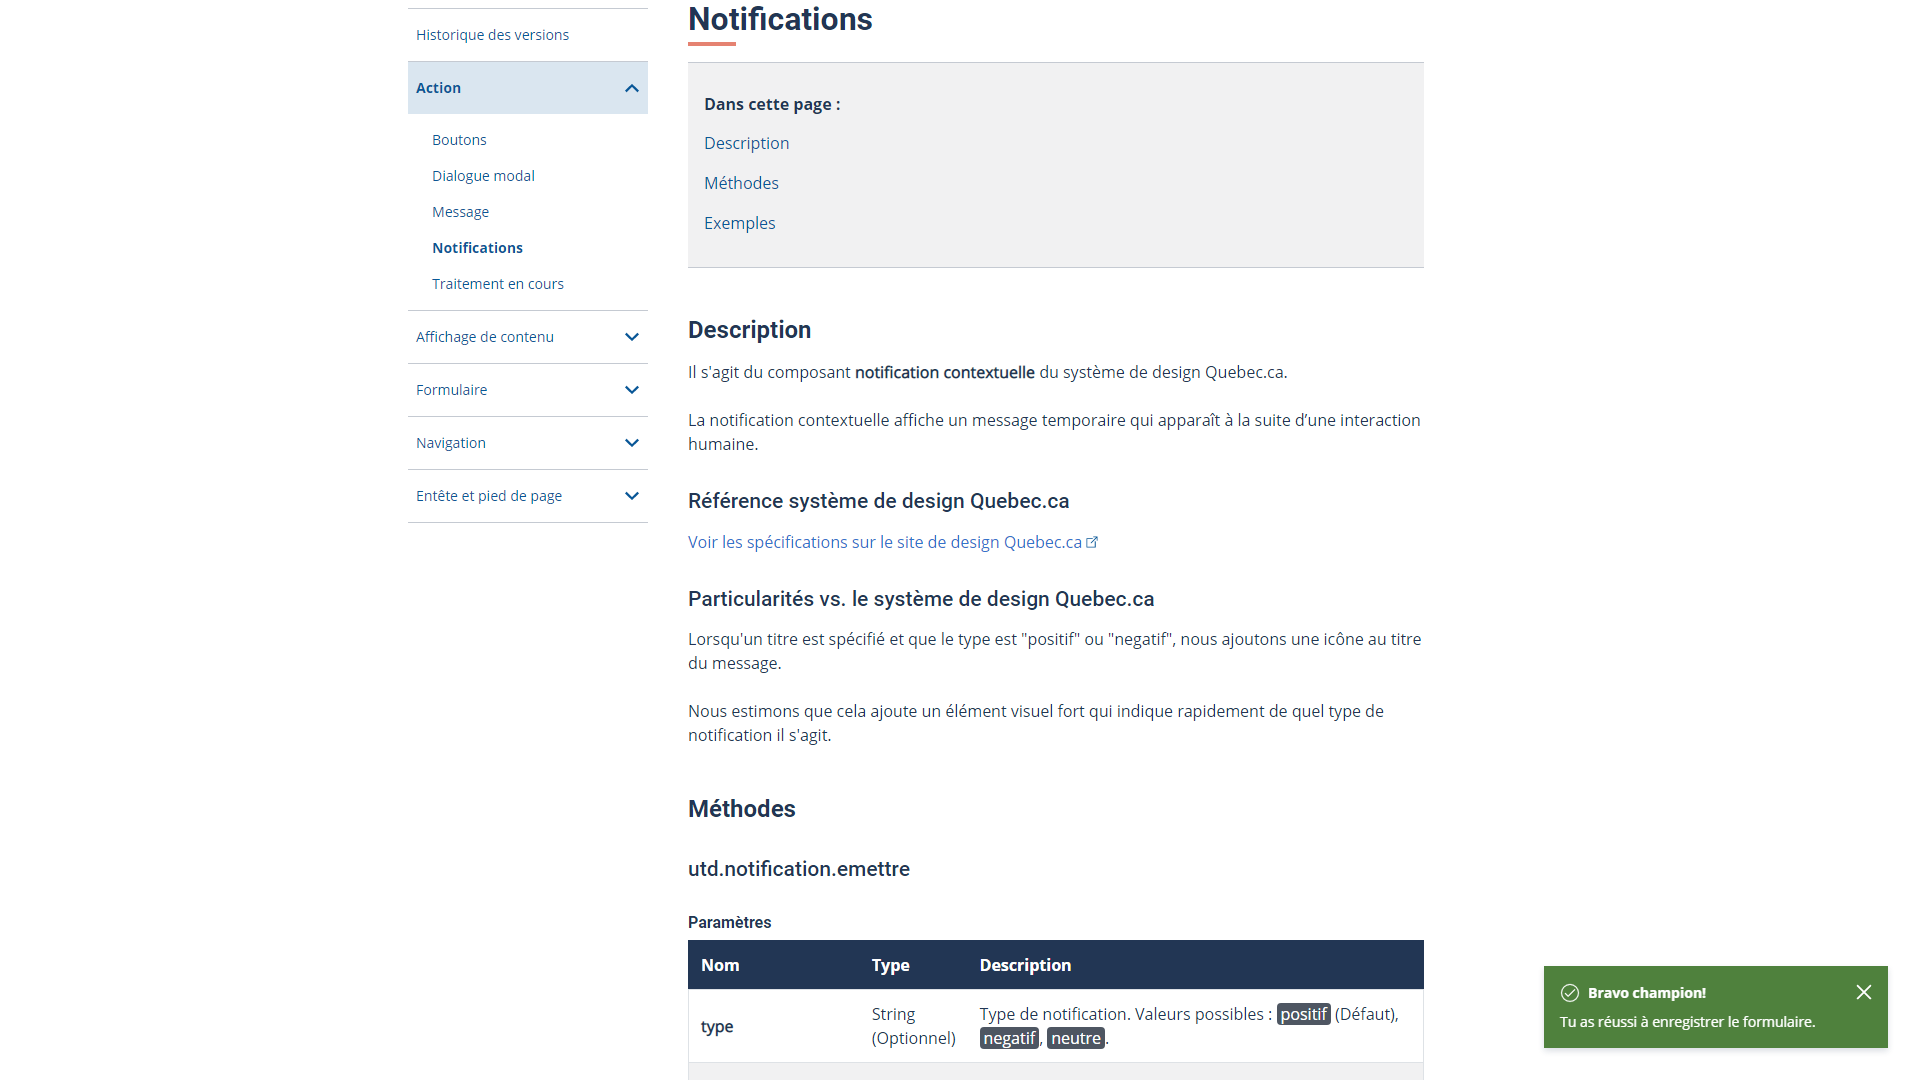 Historique des versions
Action
Boutons
Dialogue modal
Message
Notifications
Traitement en cours
Affichage de contenu
Formulaire
Navigation
Entête et pied de page
Notifications
Dans cette page :
Description
Méthodes
Exemples
Description
Il s'agit du composant notification contextuelle du système de design Quebec.ca.
La notification contextuelle affiche un message temporaire qui apparaît à la suite d’une interaction
humaine.
Référence système de design Quebec.ca
Voir les spécifications sur le site de design Quebec.ca
Particularités vs. le système de design Quebec.ca
Lorsqu'un titre est spécifié et que le type est "positif" ou "negatif", nous ajoutons une icône au titre
du message.
Nous estimons que cela ajoute un élément visuel fort qui indique rapidement de quel type de
notification il s'agit.
Méthodes
utd.notification.emettre
Paramètres
Nom Type Description
type String (Optionnel) Type de notification. Valeurs possibles : positif (Défaut),
negatif, neutre.
Bravo champion!
Tu as réussi à enregistrer le formulaire.